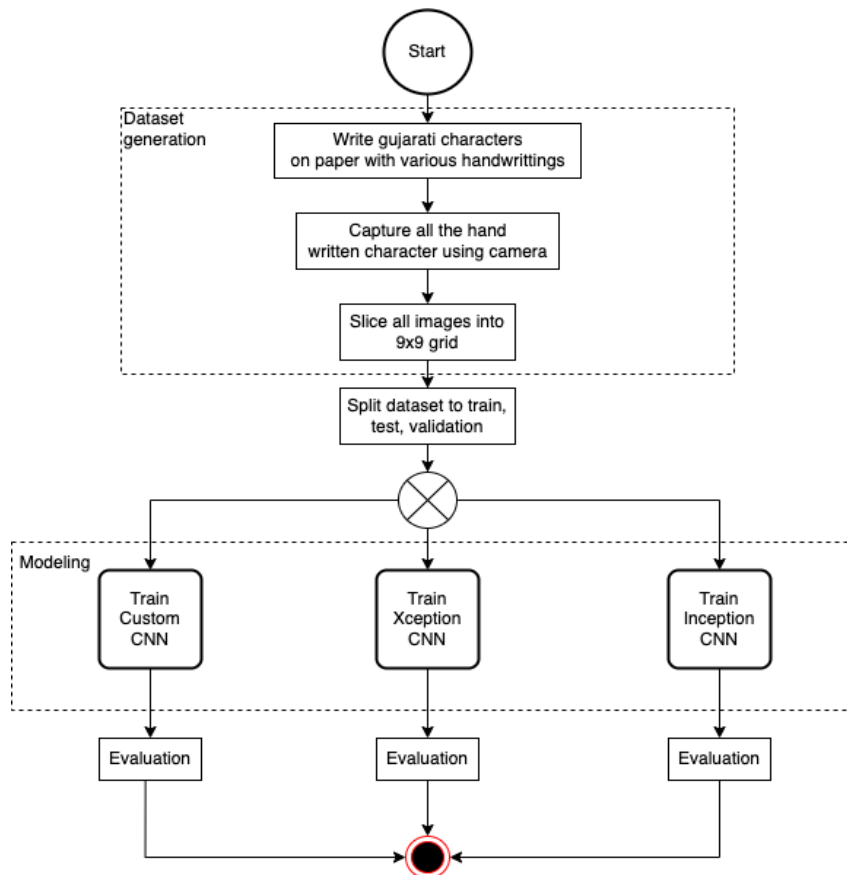 Start
Dataset
generation
Write gujarati characters
on paper with various handwrittings
Capture all the hand
written character using camera
Slice all images into
9x9 grid
Split dataset to train,
test, validation
Modeling
Train
Custom
CNN
Train
Xception
CNN
Train
Inception
CNN
Evaluation
Evaluation
Evaluation